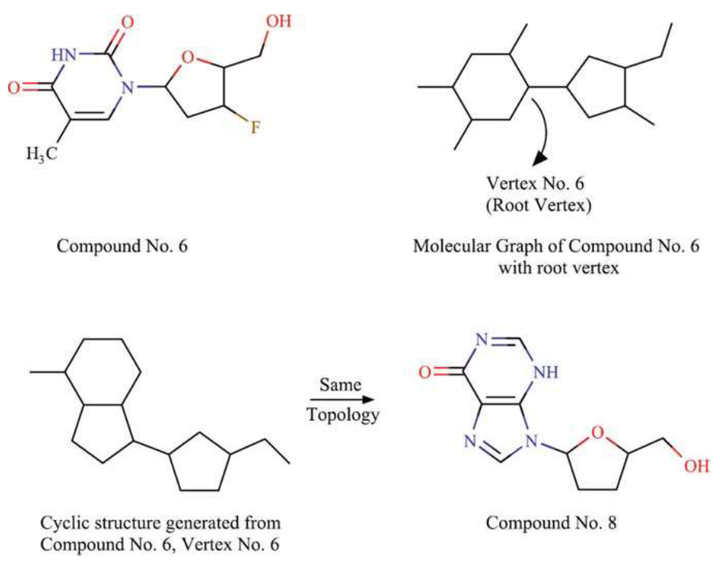 O
OH
HN
O
O
N
F
H₃C
Vertex No. 6
(Root Vertex)
Compound No. 6
Molecular Graph of Compound No. 6
with root vertex
N
O
NH
Same
Topology
N
N
O
OH
Cyclic structure generated from
Compound No. 6, Vertex No. 6
Compound No. 8